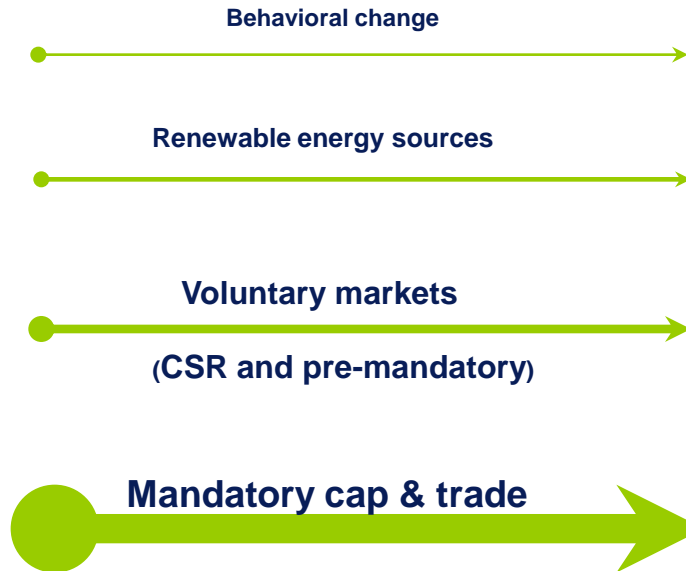 Behavioral change
Renewable energy sources
Voluntary markets
(CSR and pre-mandatory)
Mandatory cap & trade